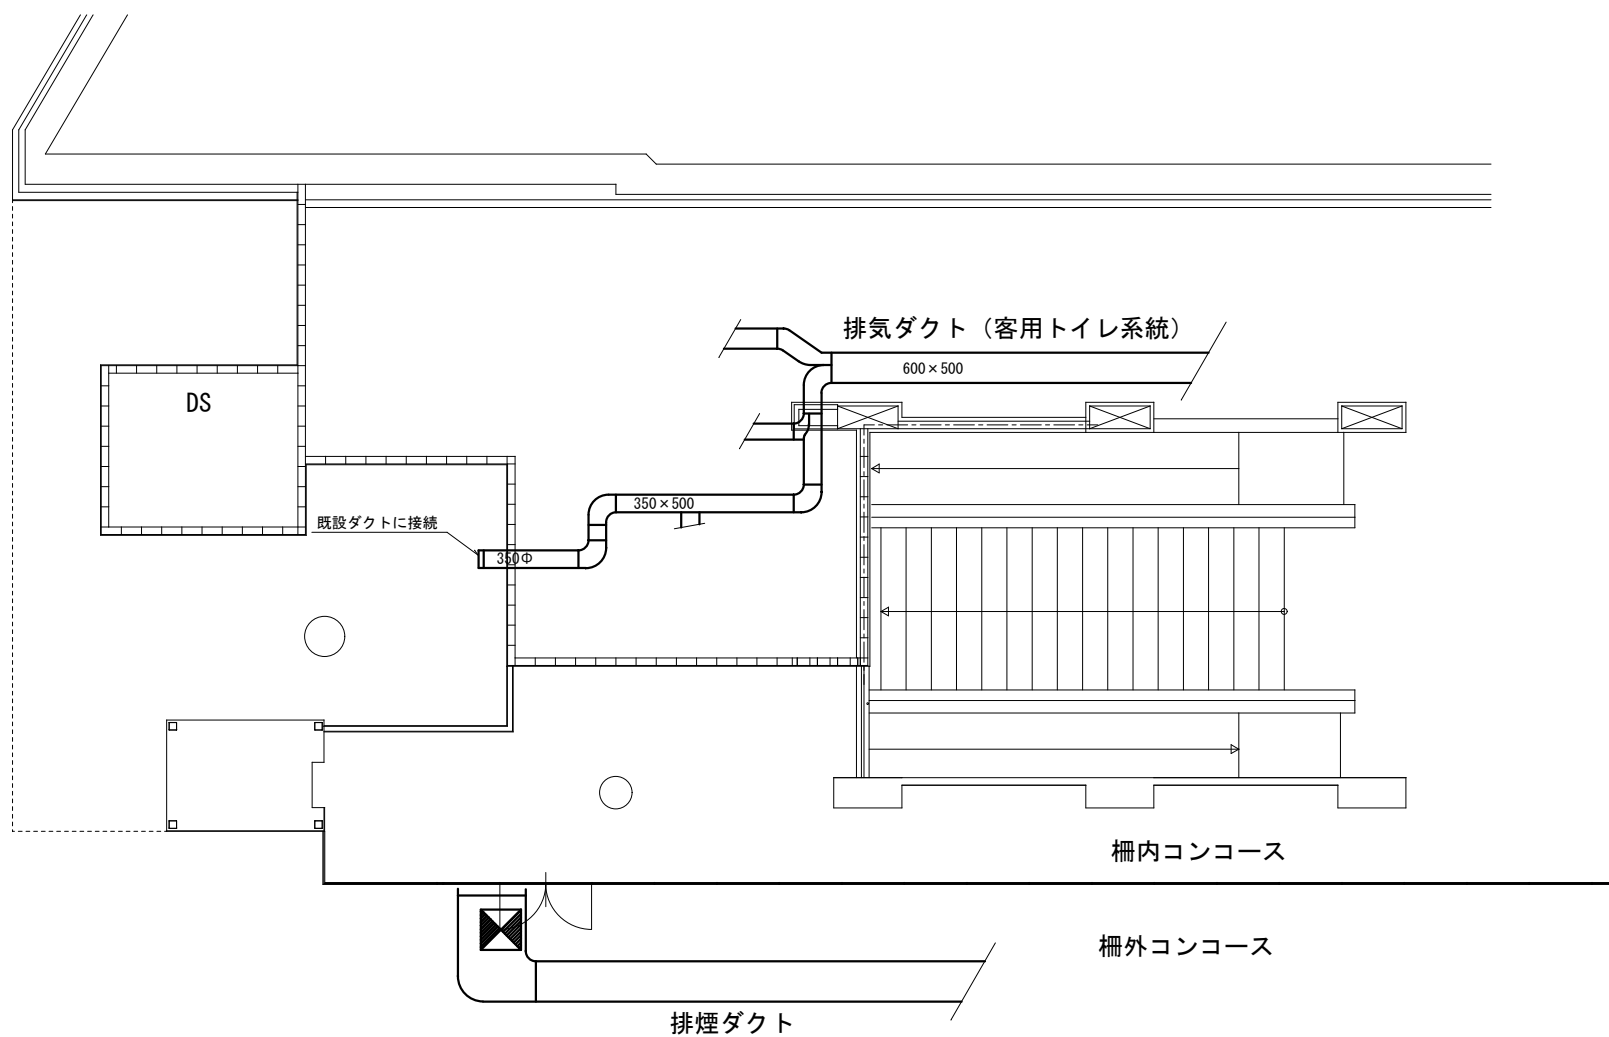 排気ダクト（客用トイレ系統）
600×500
DS
350×500
既設ダクトに接続
350Φ
柵内コンコース
柵外コンコース
排煙ダクト